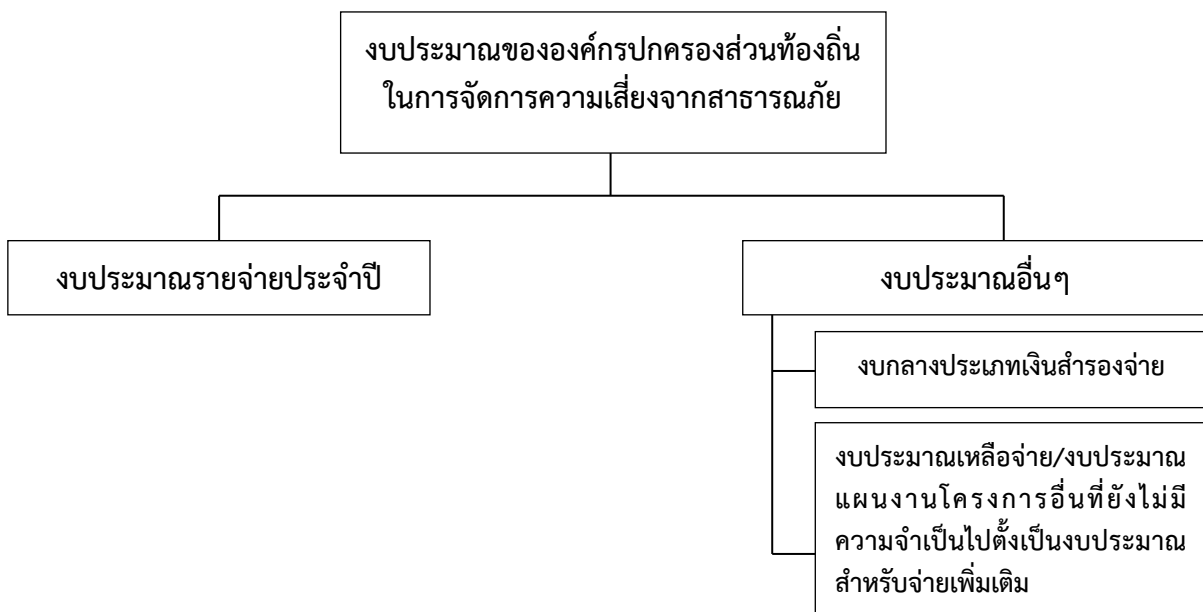 งบประมาณขององค์กรปกครองส่วนท้องถิ่น
ในการจัดการความเสี่ยงจากสาธารณภัย
งบประมาณรายจ่ายประจำปี
งบประมาณอื่นๆ
งบกลางประเภทเงินสำรองจ่าย
งบประมาณเหลือจ่าย/งบประมาณ
แผนงานโครงการอื่นที่ยังไม่มี
ความจำเป็นไปตั้งเป็นงบประมาณ
สำหรับจ่ายเพิ่มเติม